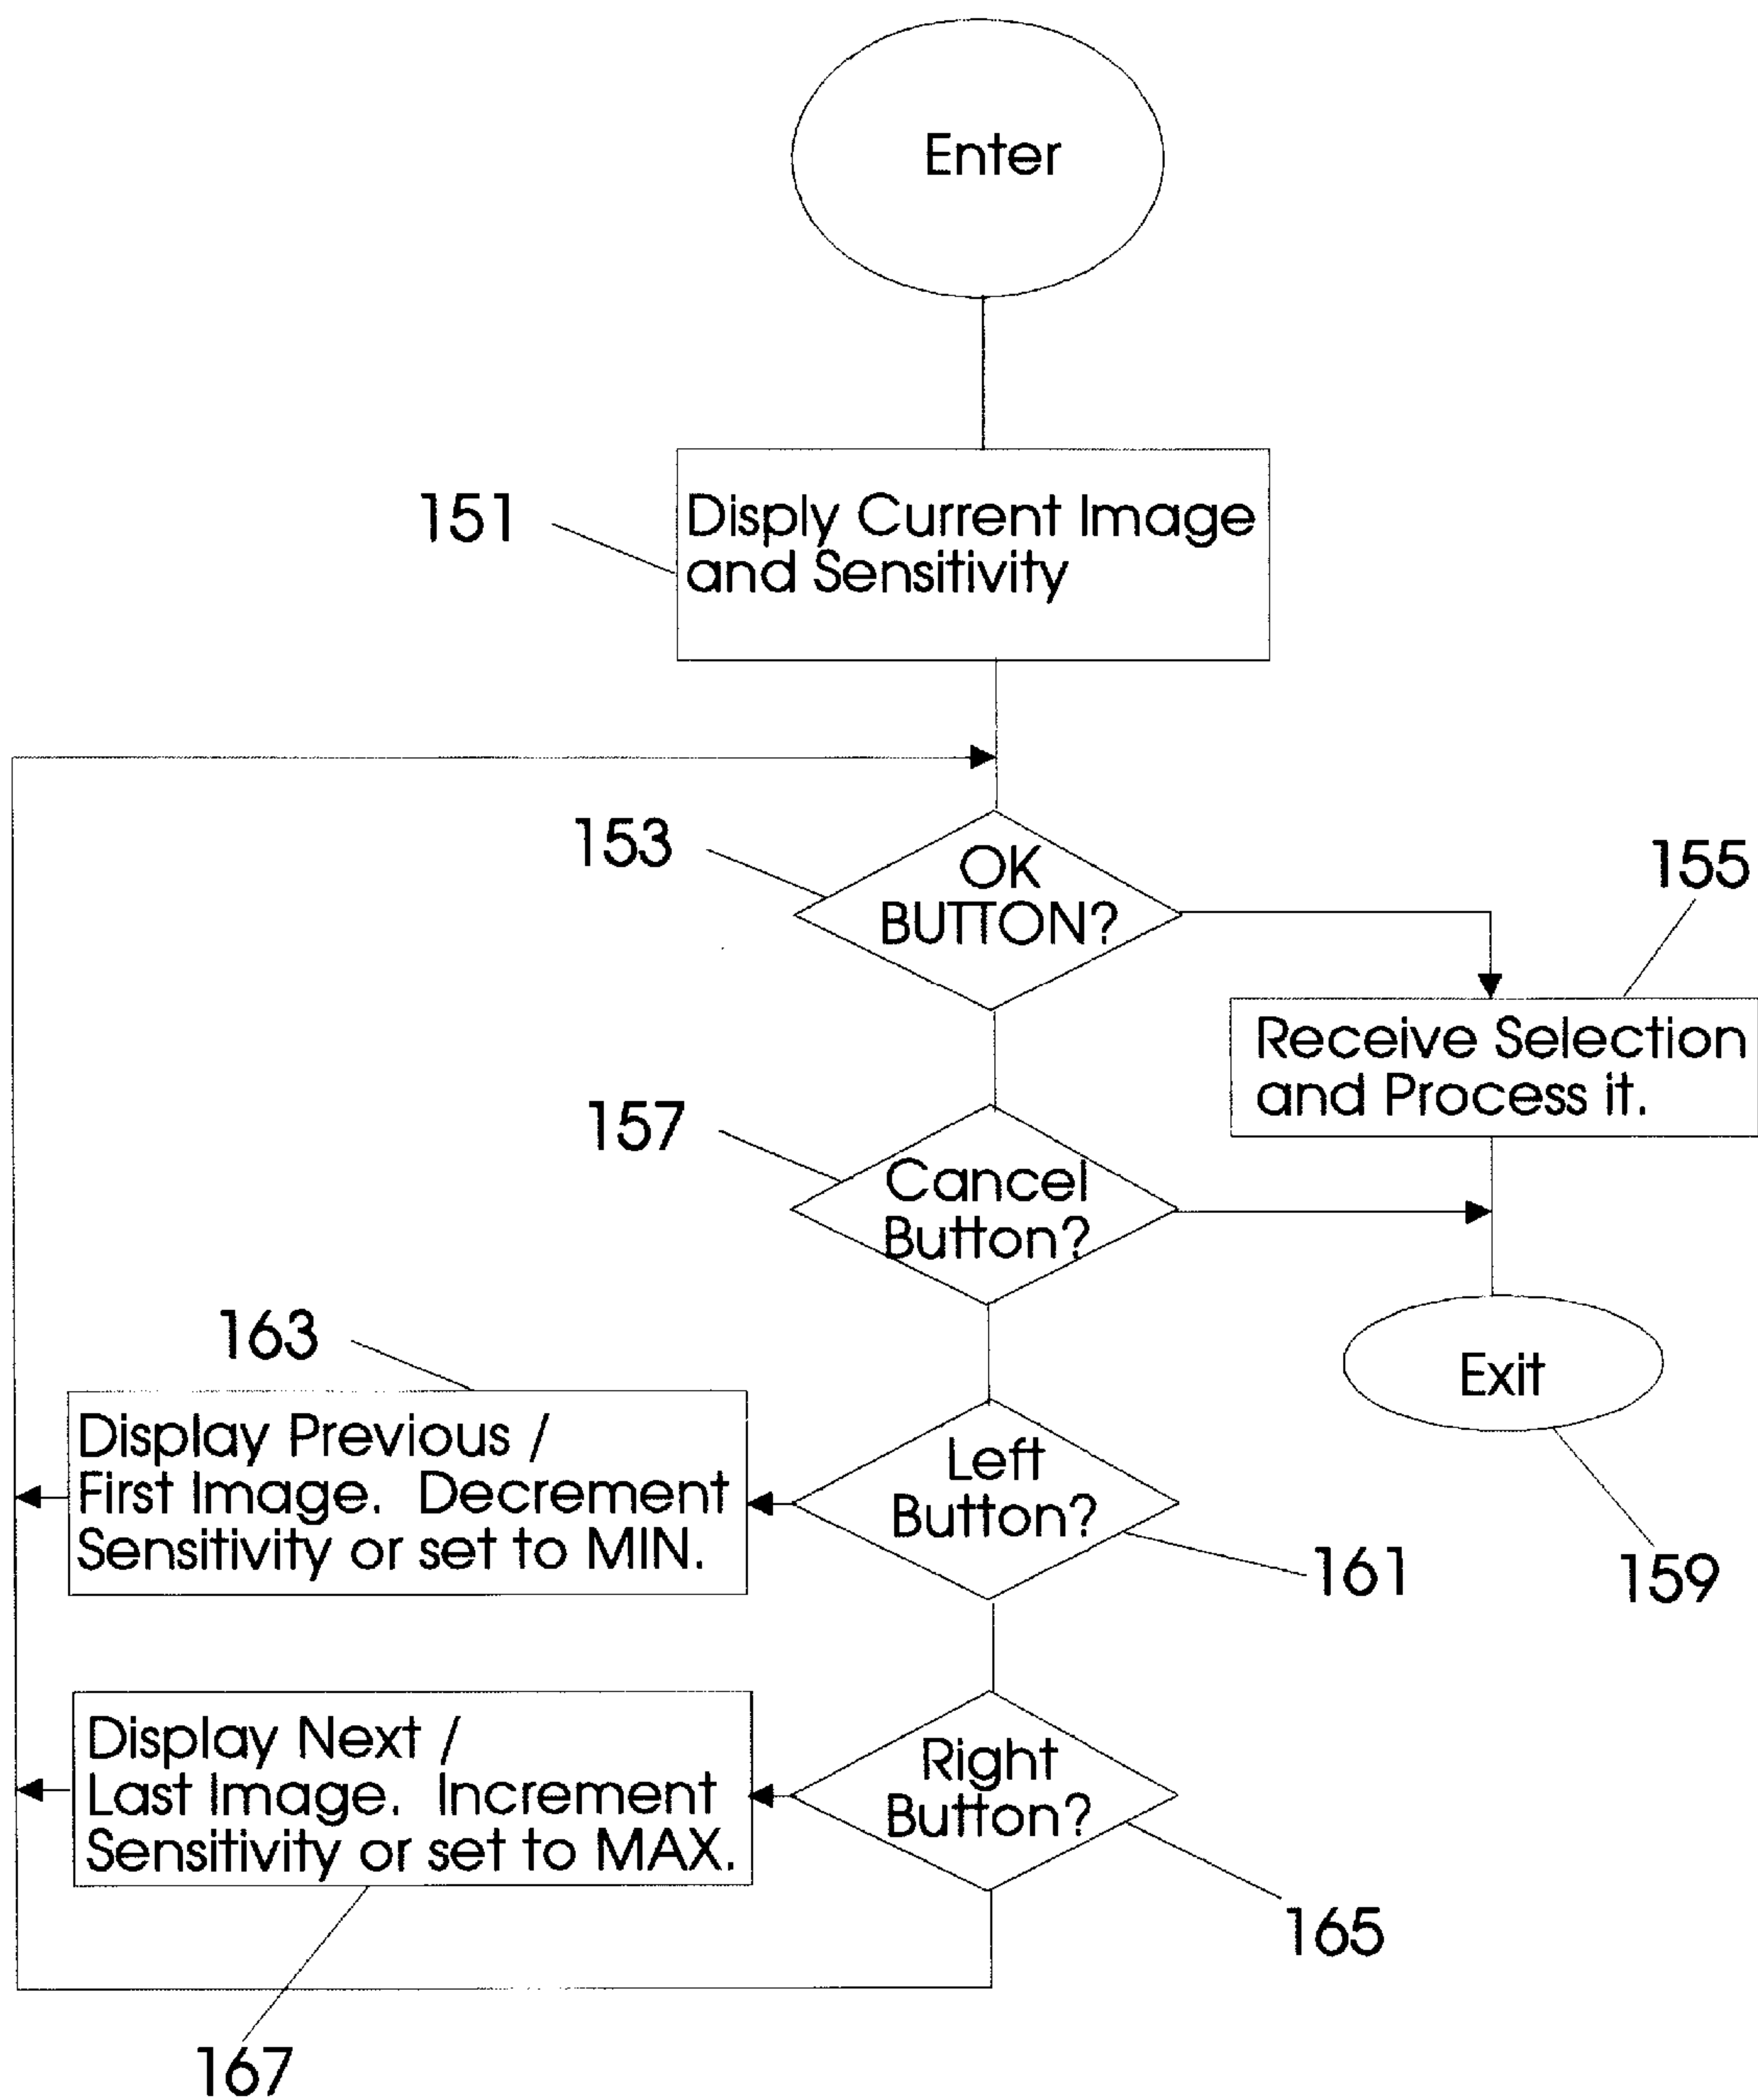 Enter
151
Disply Current Image
and Sensitivity
153
OK
BUTTON?
155
Receive Selection
and Process it.
157
Cancel
Button?
163
Display Previous /
First Image. Decrement
Sensitivity or set to MIN.
Left
Button?
161
Exit
159
Display Next /
Last Image. Increment
Sensitivity or set to MAX.
Right
Button?
165
167